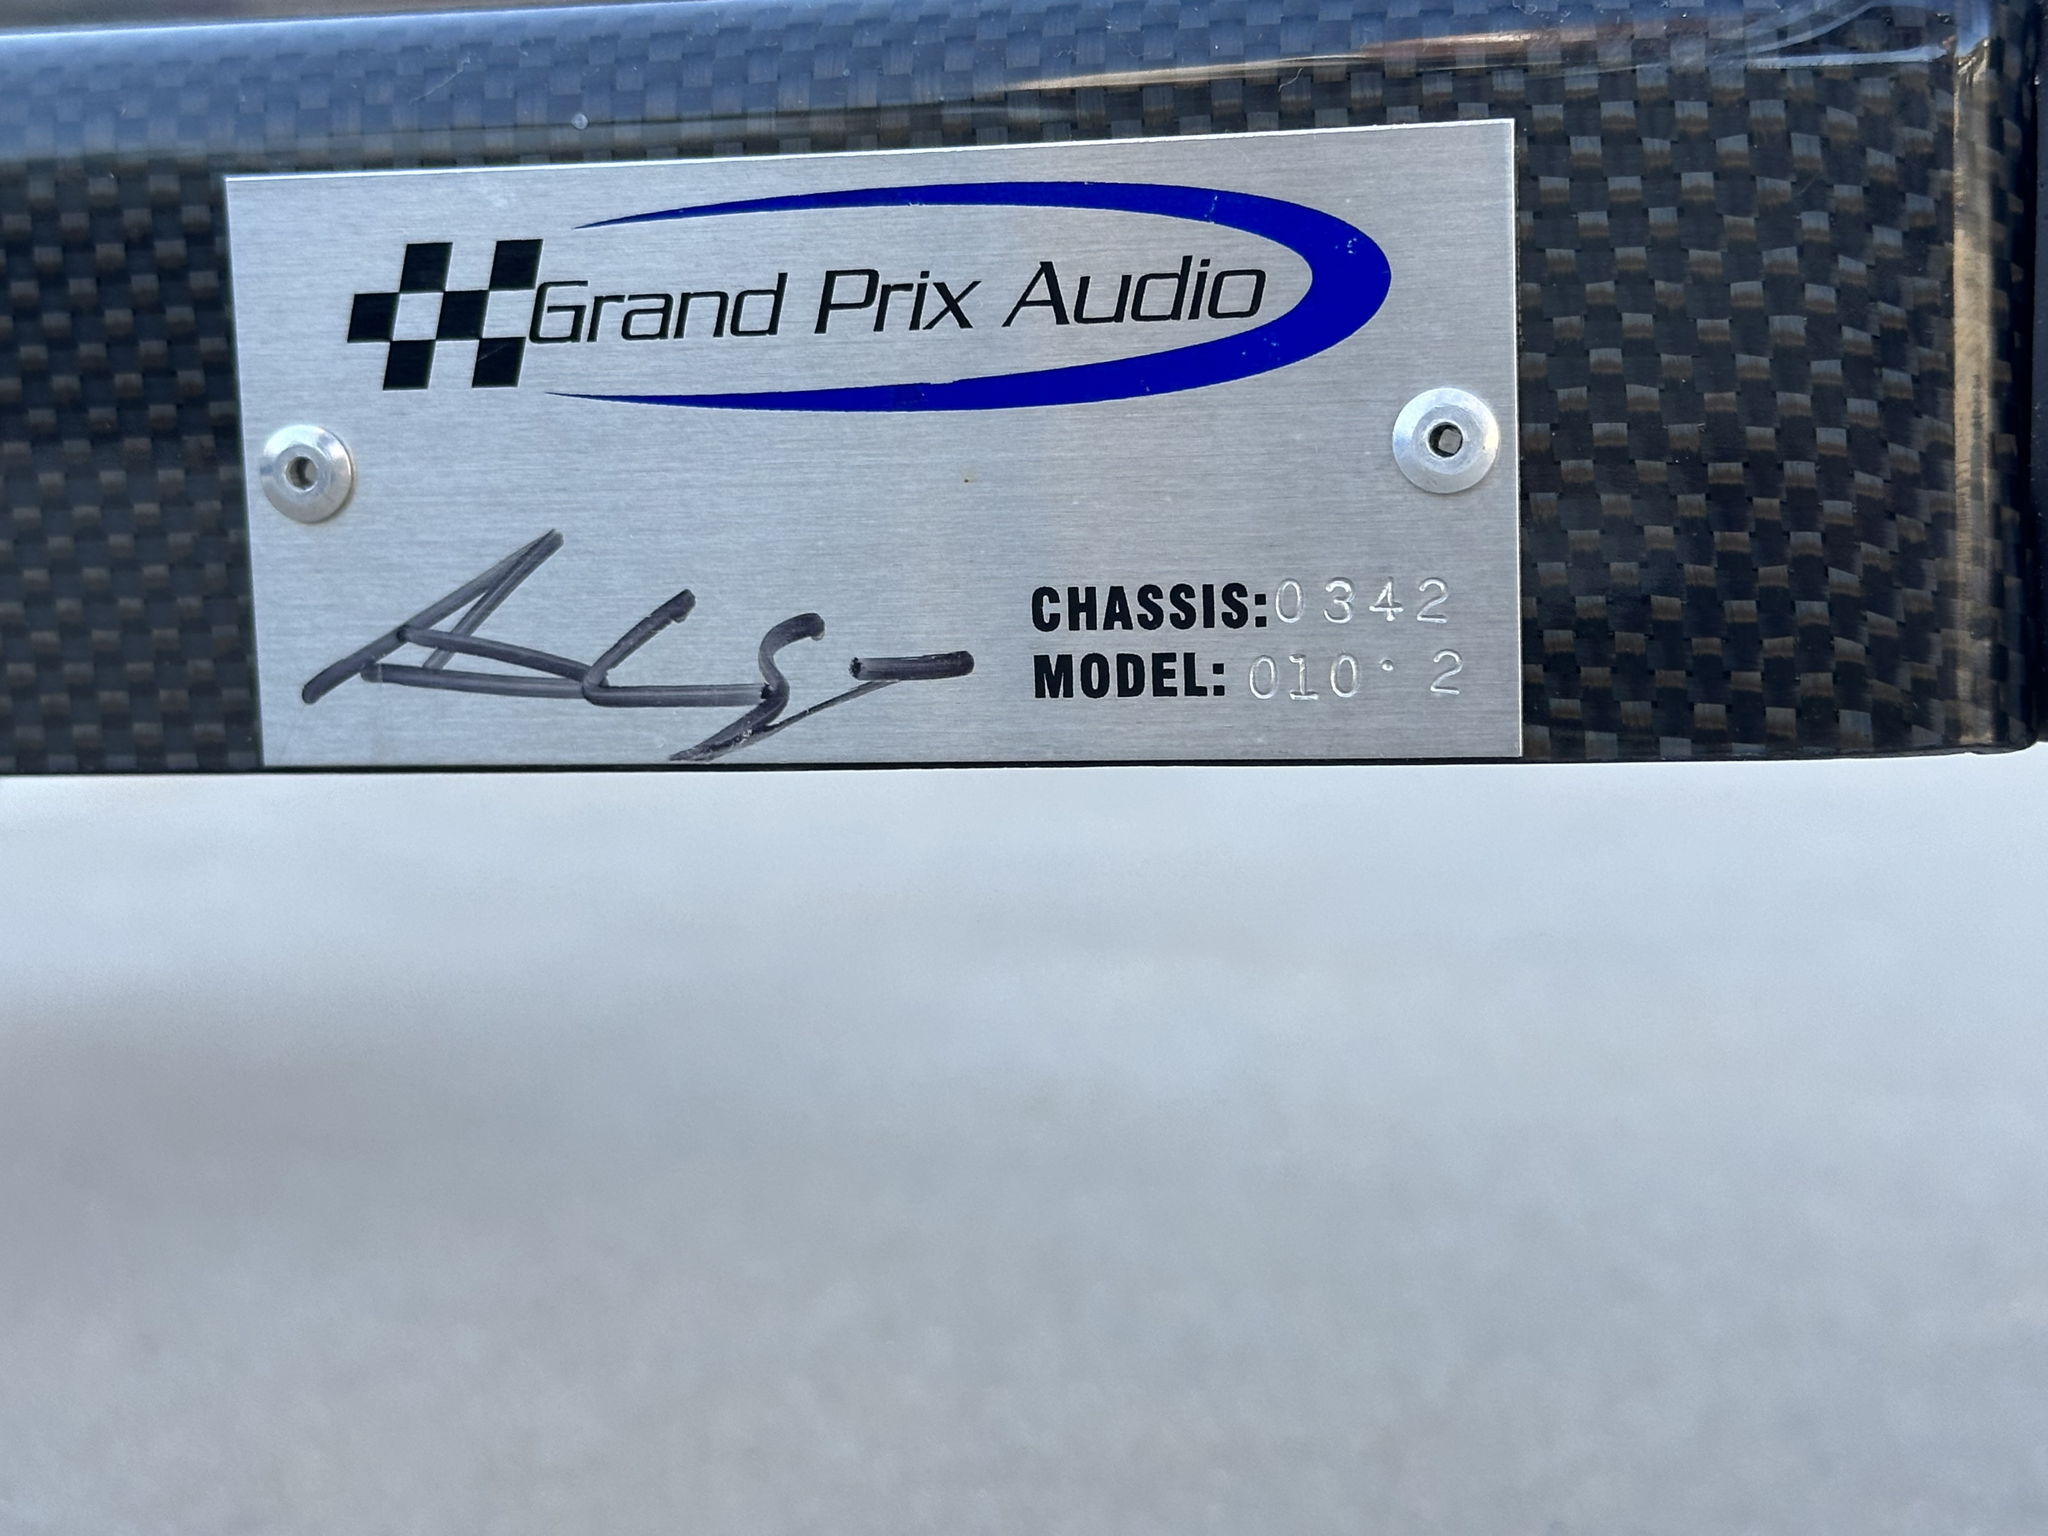 Grand Prix Audio
CHASSIS:0342
MODEL: 010·2